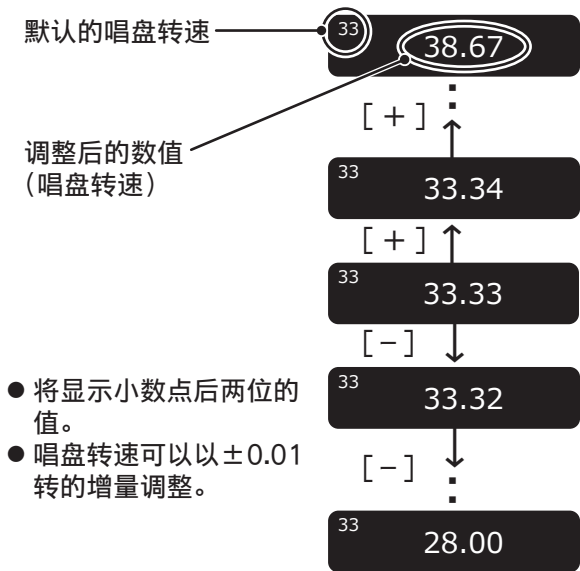 默认的唱盘转速
33
38.67
[+]
调整后的数值
（唱盘转速）
33
33.34
[+]
33
33.33
[-]
● 将显示小数点后两位的
值。
33
33.32
● 唱盘转速可以以±0.01
转的增量调整。
[-]
33
28.00